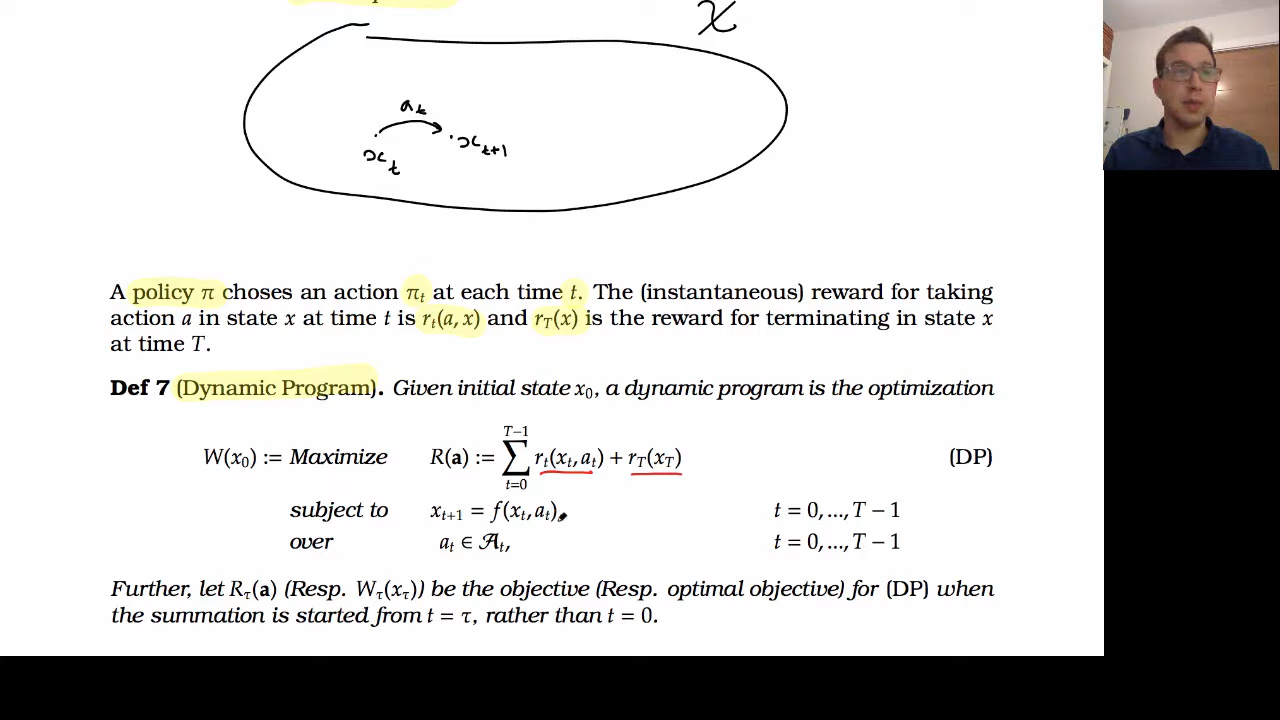 𝒳
a_t
x_t
x_{t+1}
A policy π choses an action π_t at each time t. The (instantaneous) reward for taking
action a in state x at time t is r_t(a, x) and r_T(x) is the reward for terminating in state x
at time T.
Def 7 (Dynamic Program). Given initial state x_0, a dynamic program is the optimization
W(x_0) := Maximize R(a) := ∑_{t=0}^{T−1} r_t(x_t, a_t) + r_T(x_T) (DP)
subject to x_{t+1} = f(x_t, a_t), t = 0, ..., T − 1
over a_t ∈ 𝒜_t, t = 0, ..., T − 1
Further, let R_τ(a) (Resp. W_τ(x_τ)) be the objective (Resp. optimal objective) for (DP) when
the summation is started from t = τ, rather than t = 0.